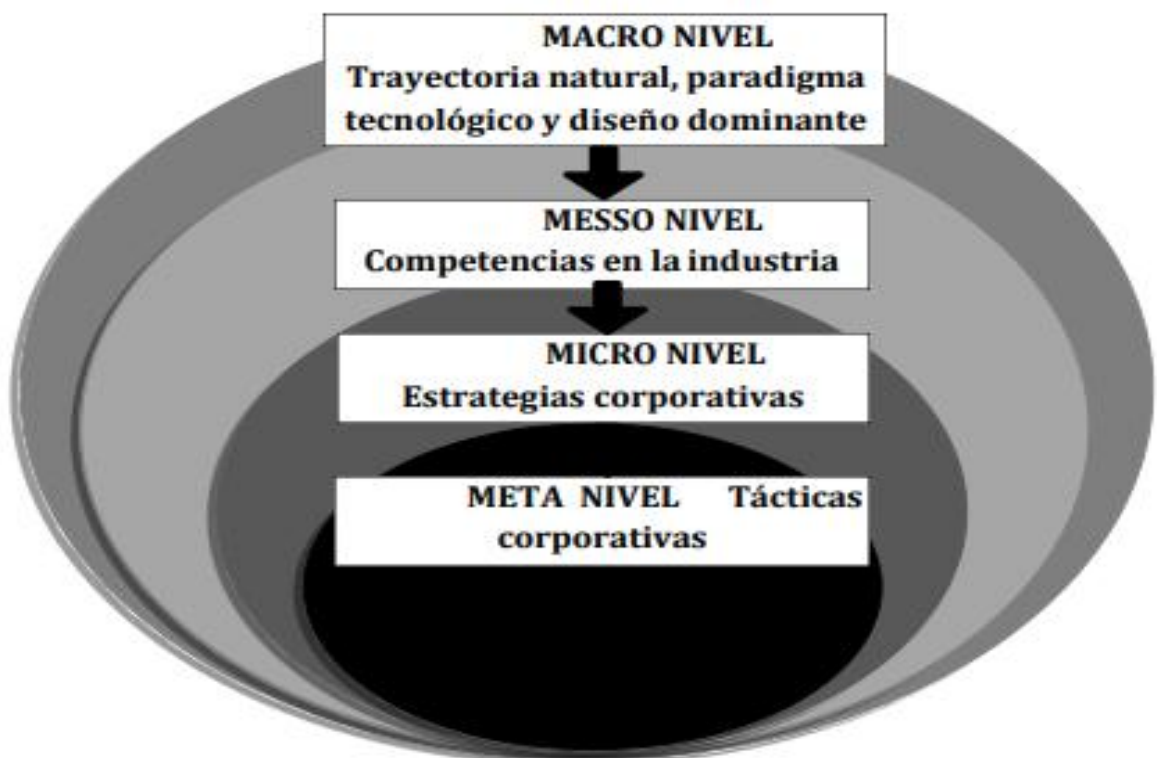 MACRO NIVEL
Trayectoria natural, paradigma
tecnológico y diseño dominante
MESSO NIVEL
Competencias en la industria
MICRO NIVEL
Estrategias corporativas
META NIVEL Tácticas
corporativas